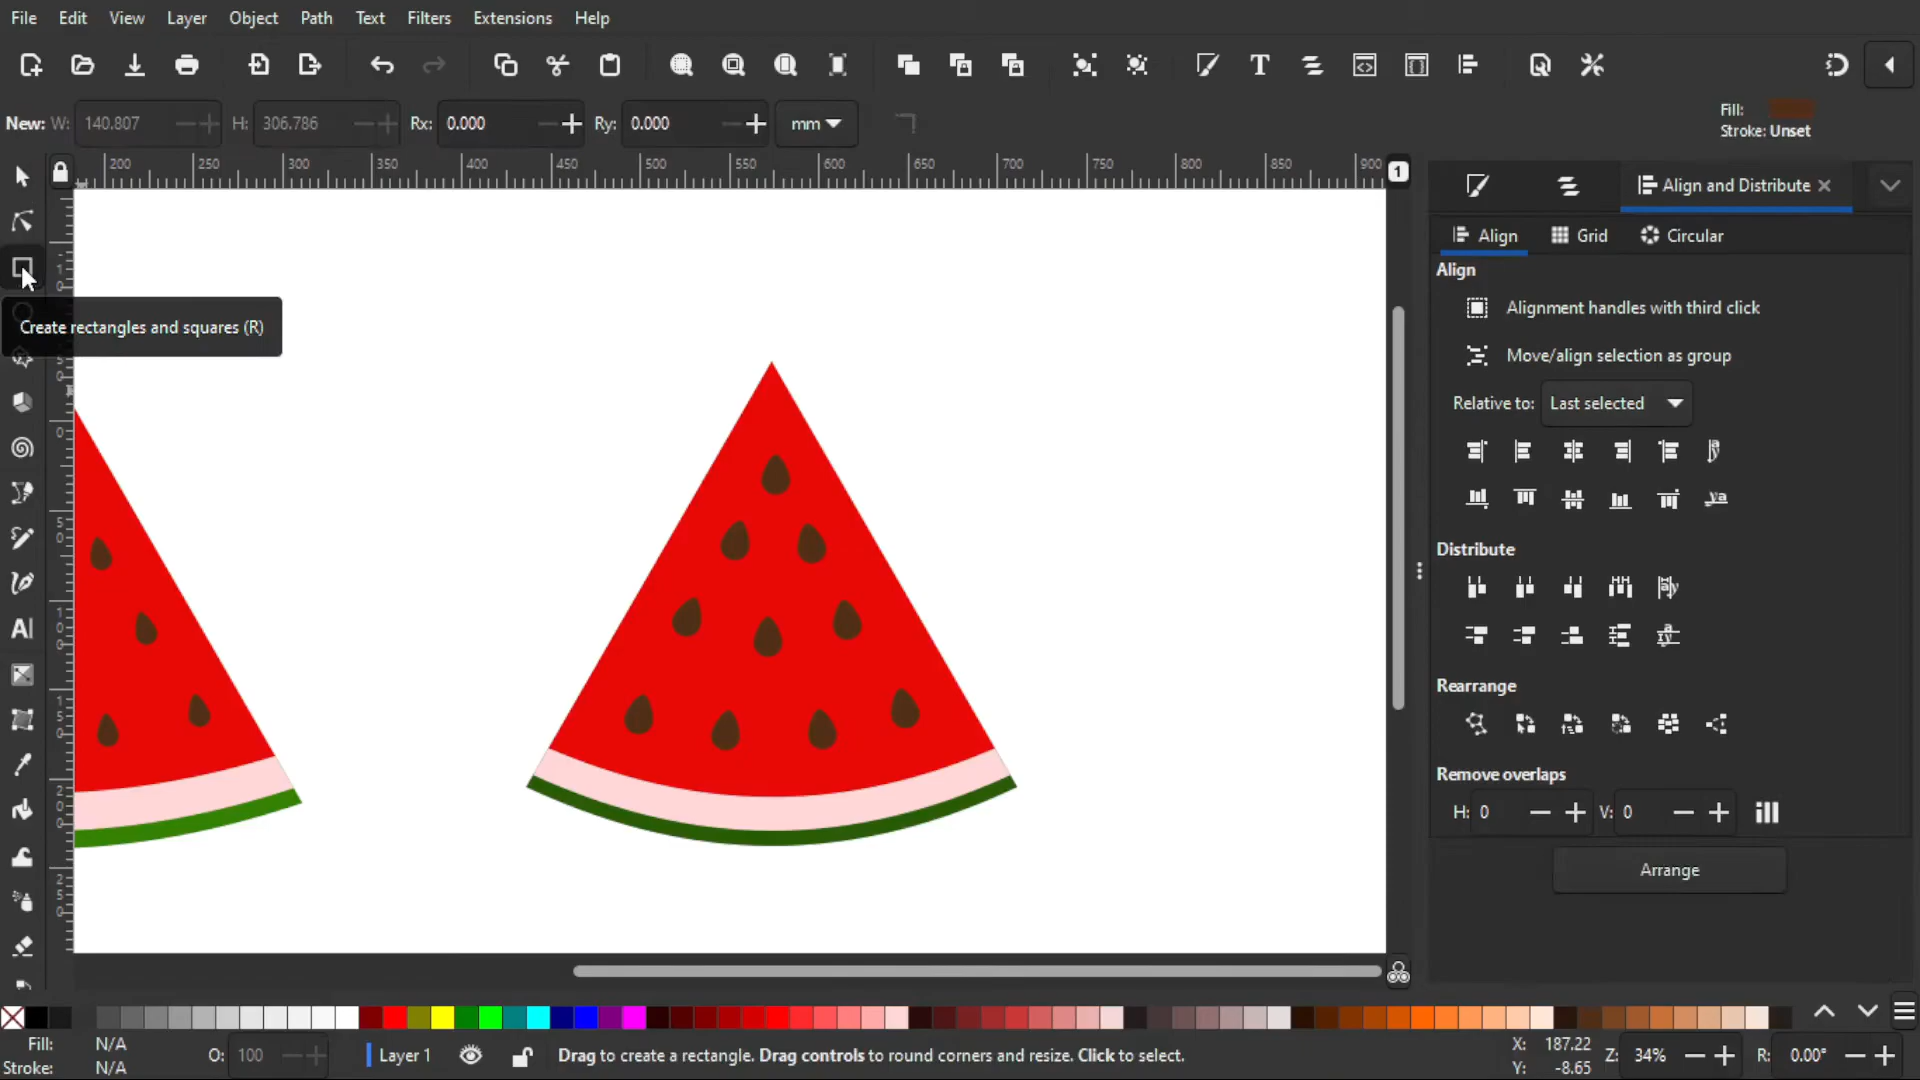 File Edit View Layer Object Path Text Filters Extensions Help
New: W: 140.807 H: 306.786 Rx: 0.000 Ry: 0.000 mm
Fill:
Stroke: Unset
200 250 300 350 400 450 500 550 600 650 700 750 800 850 900
1
Align and Distribute
Align Grid Circular
Align
Alignment handles with third click
Create rectangles and squares (R)
Move/align selection as group
Relative to: Last selected
Distribute
Rearrange
Remove overlaps
H: 0 V: 0
Arrange
Fill: N/A
Stroke: N/A
O: 100
Layer 1
Drag to create a rectangle. Drag controls to round corners and resize. Click to select.
X: 187.22
Y: -8.65
Z: 34%
R: 0.00°